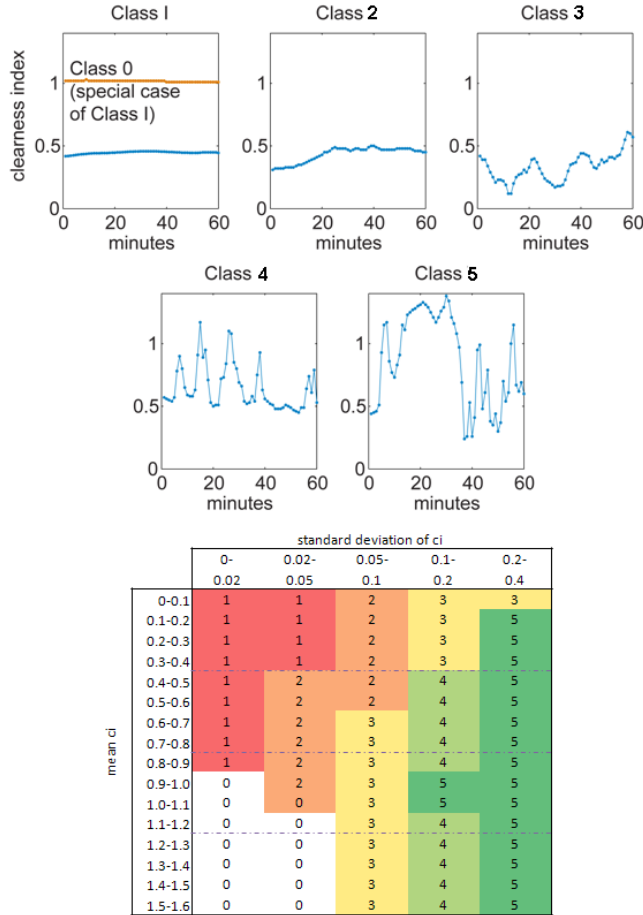 Class I
Class 2
Class 3
clearness index
1
0.5
0
Class 0
(special case
of Class I)
0 20 40 60
minutes
1
0.5
0
0 20 40 60
minutes
1
0.5
0
0 20 40 60
minutes
Class 4
Class 5
1
0.5
0
0 20 40 60
minutes
1
0.5
0
0 20 40 60
minutes
standard deviation of ci
0- 0.02- 0.05- 0.1- 0.2-
0.02 0.05 0.1 0.2 0.4
mean ci
0-0.1 1 1 2 3 3
0.1-0.2 1 1 2 3 5
0.2-0.3 1 1 2 3 5
0.3-0.4 1 1 2 3 5
0.4-0.5 1 2 2 4 5
0.5-0.6 1 2 2 4 5
0.6-0.7 1 2 3 4 5
0.7-0.8 1 2 3 4 5
0.8-0.9 1 2 3 4 5
0.9-1.0 0 2 3 5 5
1.0-1.1 0 0 3 5 5
1.1-1.2 0 0 3 4 5
1.2-1.3 0 0 3 4 5
1.3-1.4 0 0 3 4 5
1.4-1.5 0 0 3 4 5
1.5-1.6 0 0 3 4 5